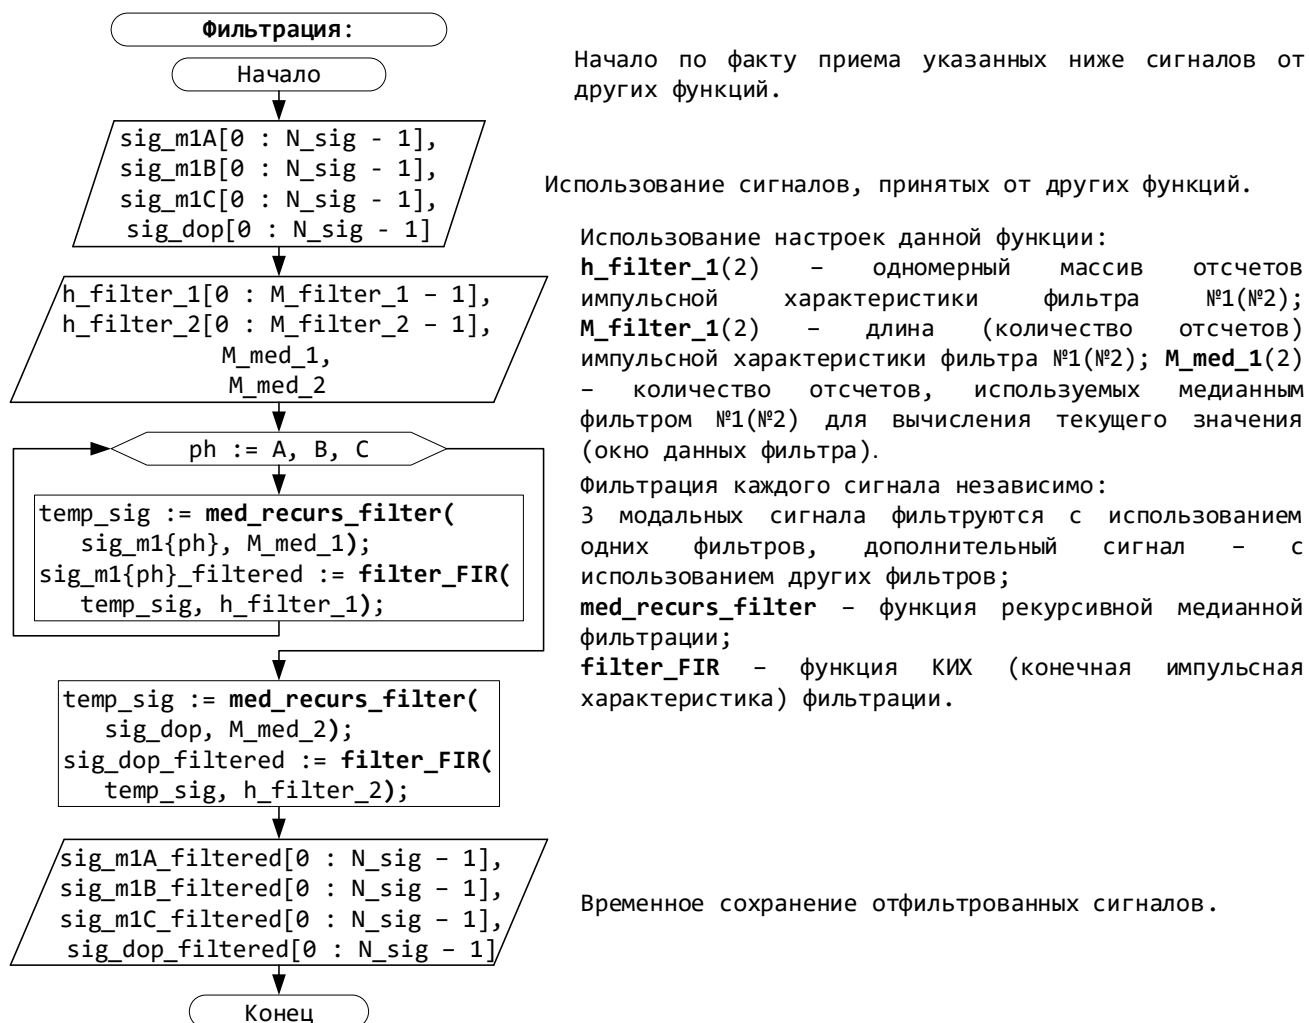 Фильтрация:
Начало
sig_m1A[0 : N_sig - 1],
sig_m1B[0 : N_sig - 1],
sig_m1C[0 : N_sig - 1],
sig_dop[0 : N_sig - 1]
h_filter_1[0 : M_filter_1 – 1],
h_filter_2[0 : M_filter_2 – 1],
M_med_1,
M_med_2
ph := A, B, C
temp_sig := med_recurs_filter(
sig_m1{ph}, M_med_1);
sig_m1{ph}_filtered := filter_FIR(
temp_sig, h_filter_1);
temp_sig := med_recurs_filter(
sig_dop, M_med_2);
sig_dop_filtered := filter_FIR(
temp_sig, h_filter_2);
sig_m1A_filtered[0 : N_sig – 1],
sig_m1B_filtered[0 : N_sig – 1],
sig_m1C_filtered[0 : N_sig – 1],
sig_dop_filtered[0 : N_sig – 1]
Конец
Начало по факту приема указанных ниже сигналов от
других функций.
Использование сигналов, принятых от других функций.
Использование настроек данной функции:
h_filter_1(2) – одномерный массив отсчетов
импульсной характеристики фильтра №1(№2);
M_filter_1(2) – длина (количество отсчетов)
импульсной характеристики фильтра №1(№2); M_med_1(2)
– количество отсчетов, используемых медианным
фильтром №1(№2) для вычисления текущего значения
(окно данных фильтра).
Фильтрация каждого сигнала независимо:
3 модальных сигнала фильтруются с использованием
одних фильтров, дополнительный сигнал – с
использованием других фильтров;
med_recurs_filter – функция рекурсивной медианной
фильтрации;
filter_FIR – функция КИХ (конечная импульсная
характеристика) фильтрации.
Временное сохранение отфильтрованных сигналов.